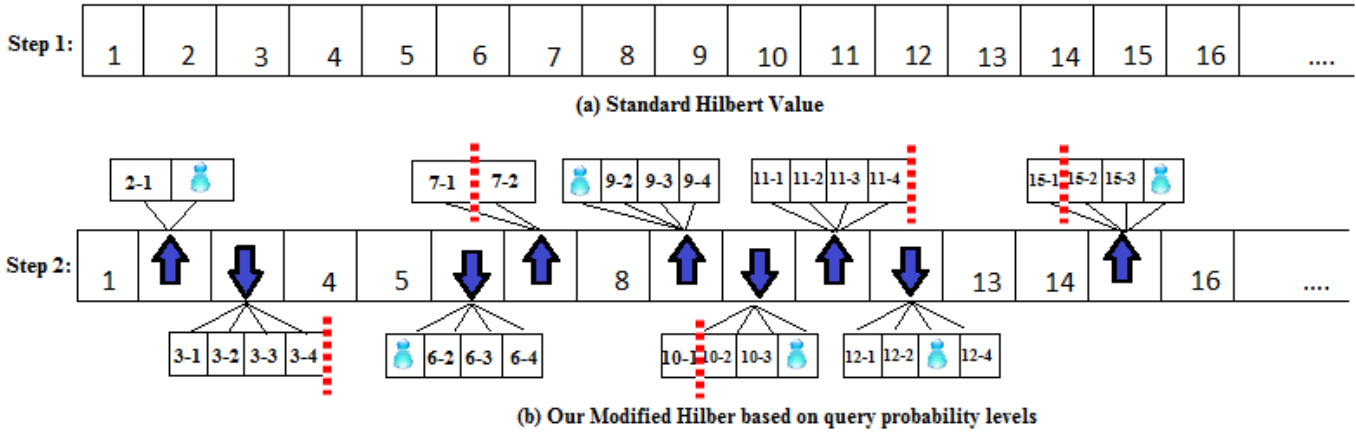 Step 1: 1 2 3 4 5 6 7 8 9 10 11 12 13 14 15 16 ....
(a) Standard Hilbert Value
2-1 7-1 7-2 9-2 9-3 9-4 11-1 11-2 11-3 11-4 15-1 15-2 15-3
Step 2: 1 4 5 8 13 14 16 ....
3-1 3-2 3-3 3-4 6-2 6-3 6-4 10-1 10-2 10-3 12-1 12-2 12-4
(b) Our Modified Hilber based on query probability levels